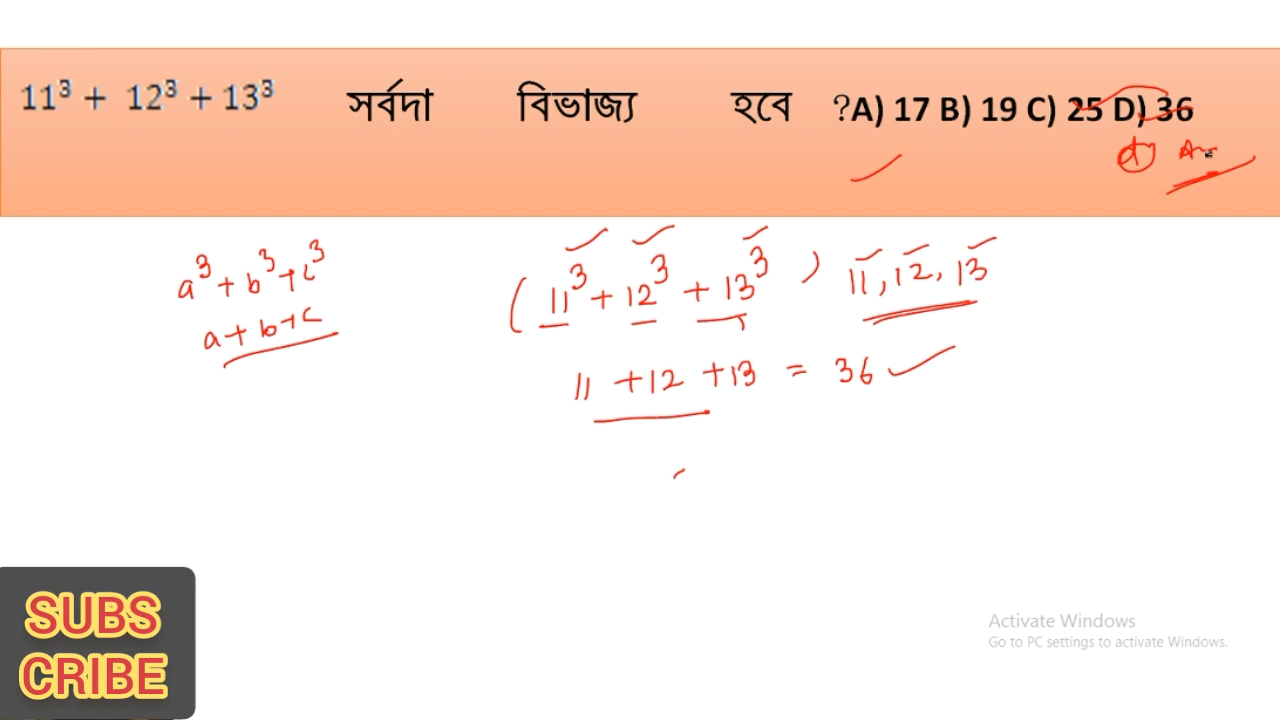 11³ + 12³ + 13³ সর্বদা বিভাজ্য হবে ?A) 17 B) 19 C) 25 D) 36
d) Ans
a³ + b³ + c³
a + b + c
( 11³ + 12³ + 13³ ) 11, 12, 13
11 + 12 + 13 = 36
SUBS
CRIBE
Activate Windows
Go to PC settings to activate Windows.